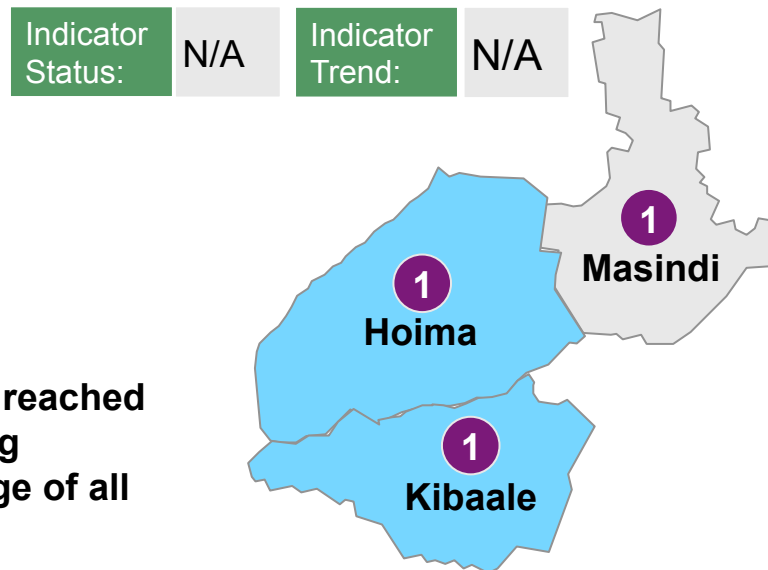 Indicator
Status:
N/A
Indicator
Trend:
N/A
1
Masindi
1
Hoima
reached
g
ge of all
1
Kibaale